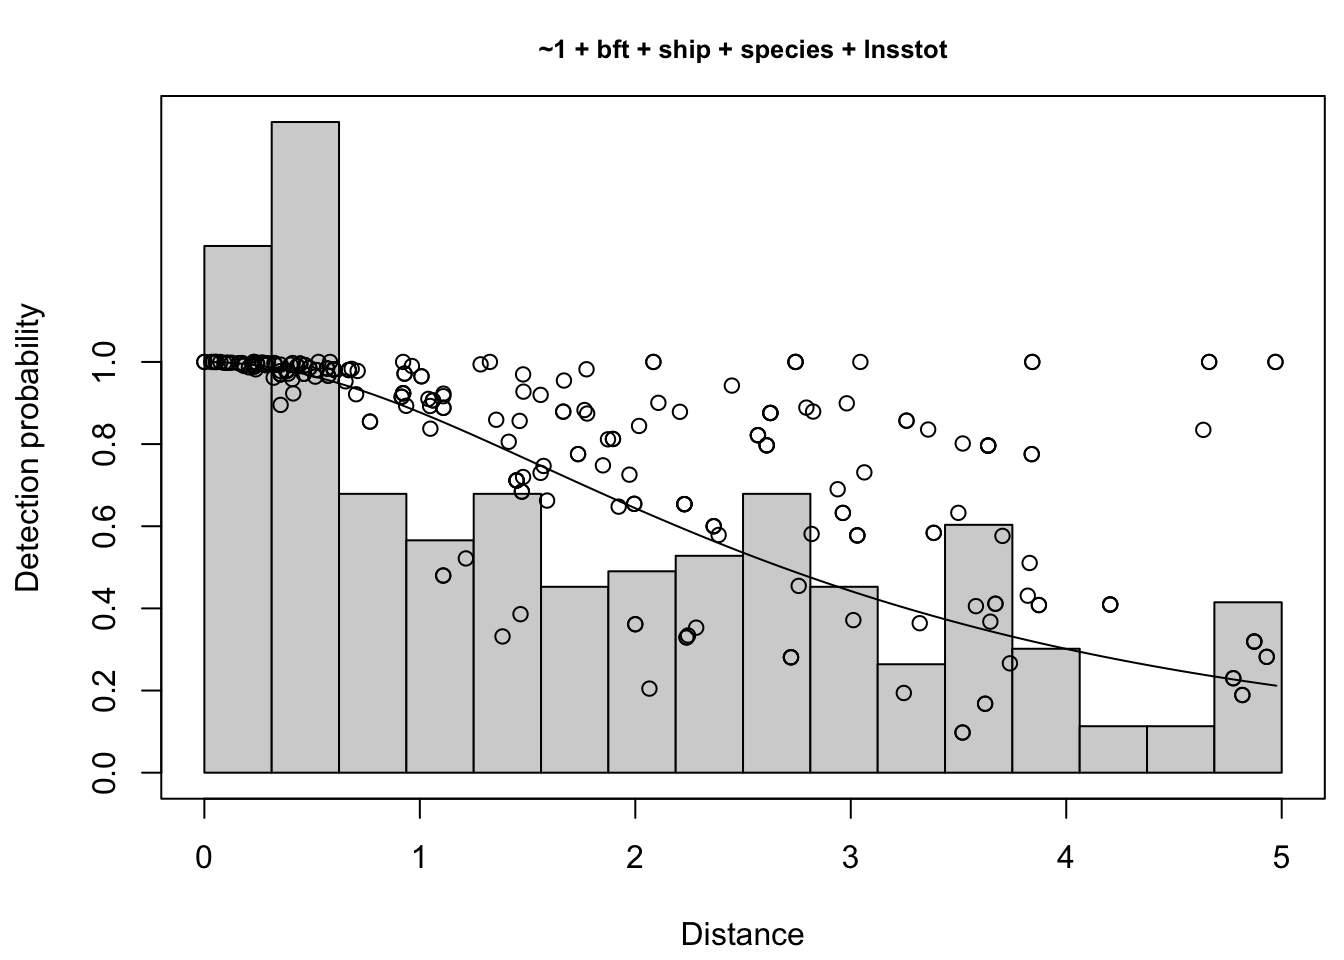 ~1 + bft + ship + species + lnsstot
Detection probability
1.0
0.8
0.6
0.4
0.2
0.0
0 1 2 3 4 5
Distance